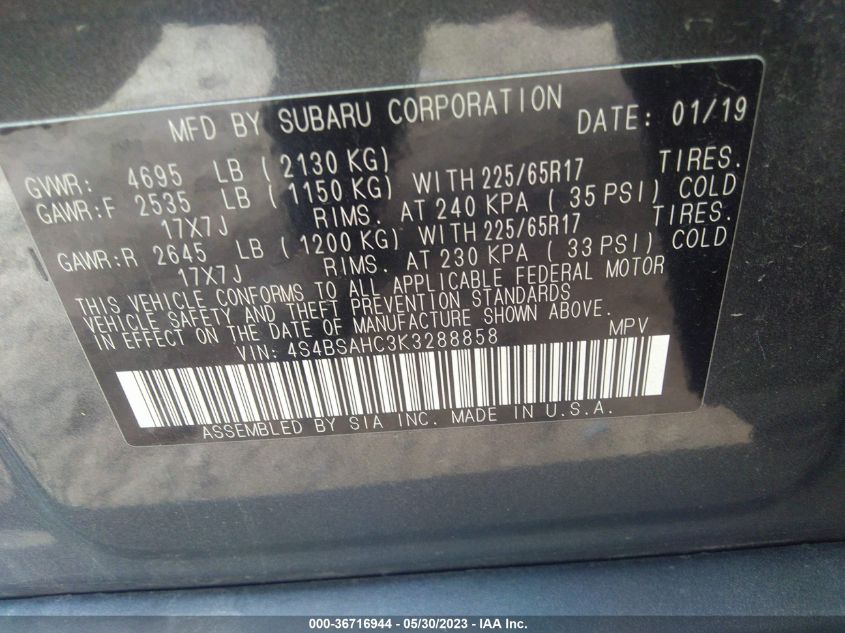 MFD BY SUBARU CORPORATION DATE: 01/19
GVWR: 4695 LB (2130 KG)
GAWR:F 2535 LB (1150 KG) WITH 225/65R17 TIRES.
17X7J RIMS. AT 240 KPA (35 PSI) COLD
GAWR:R 2645 LB (1200 KG) WITH 225/65R17 TIRES.
17X7J RIMS. AT 230 KPA (33 PSI) COLD
THIS VEHICLE CONFORMS TO ALL APPLICABLE FEDERAL MOTOR
VEHICLE SAFETY AND THEFT PREVENTION STANDARDS
IN EFFECT ON THE DATE OF MANUFACTURE SHOWN ABOVE.
VIN: 4S4BSAHC3K3288858 MPV
ASSEMBLED BY SIA INC. MADE IN U.S.A.
000-36716944 / 05/30/2023 - © IAA Inc.